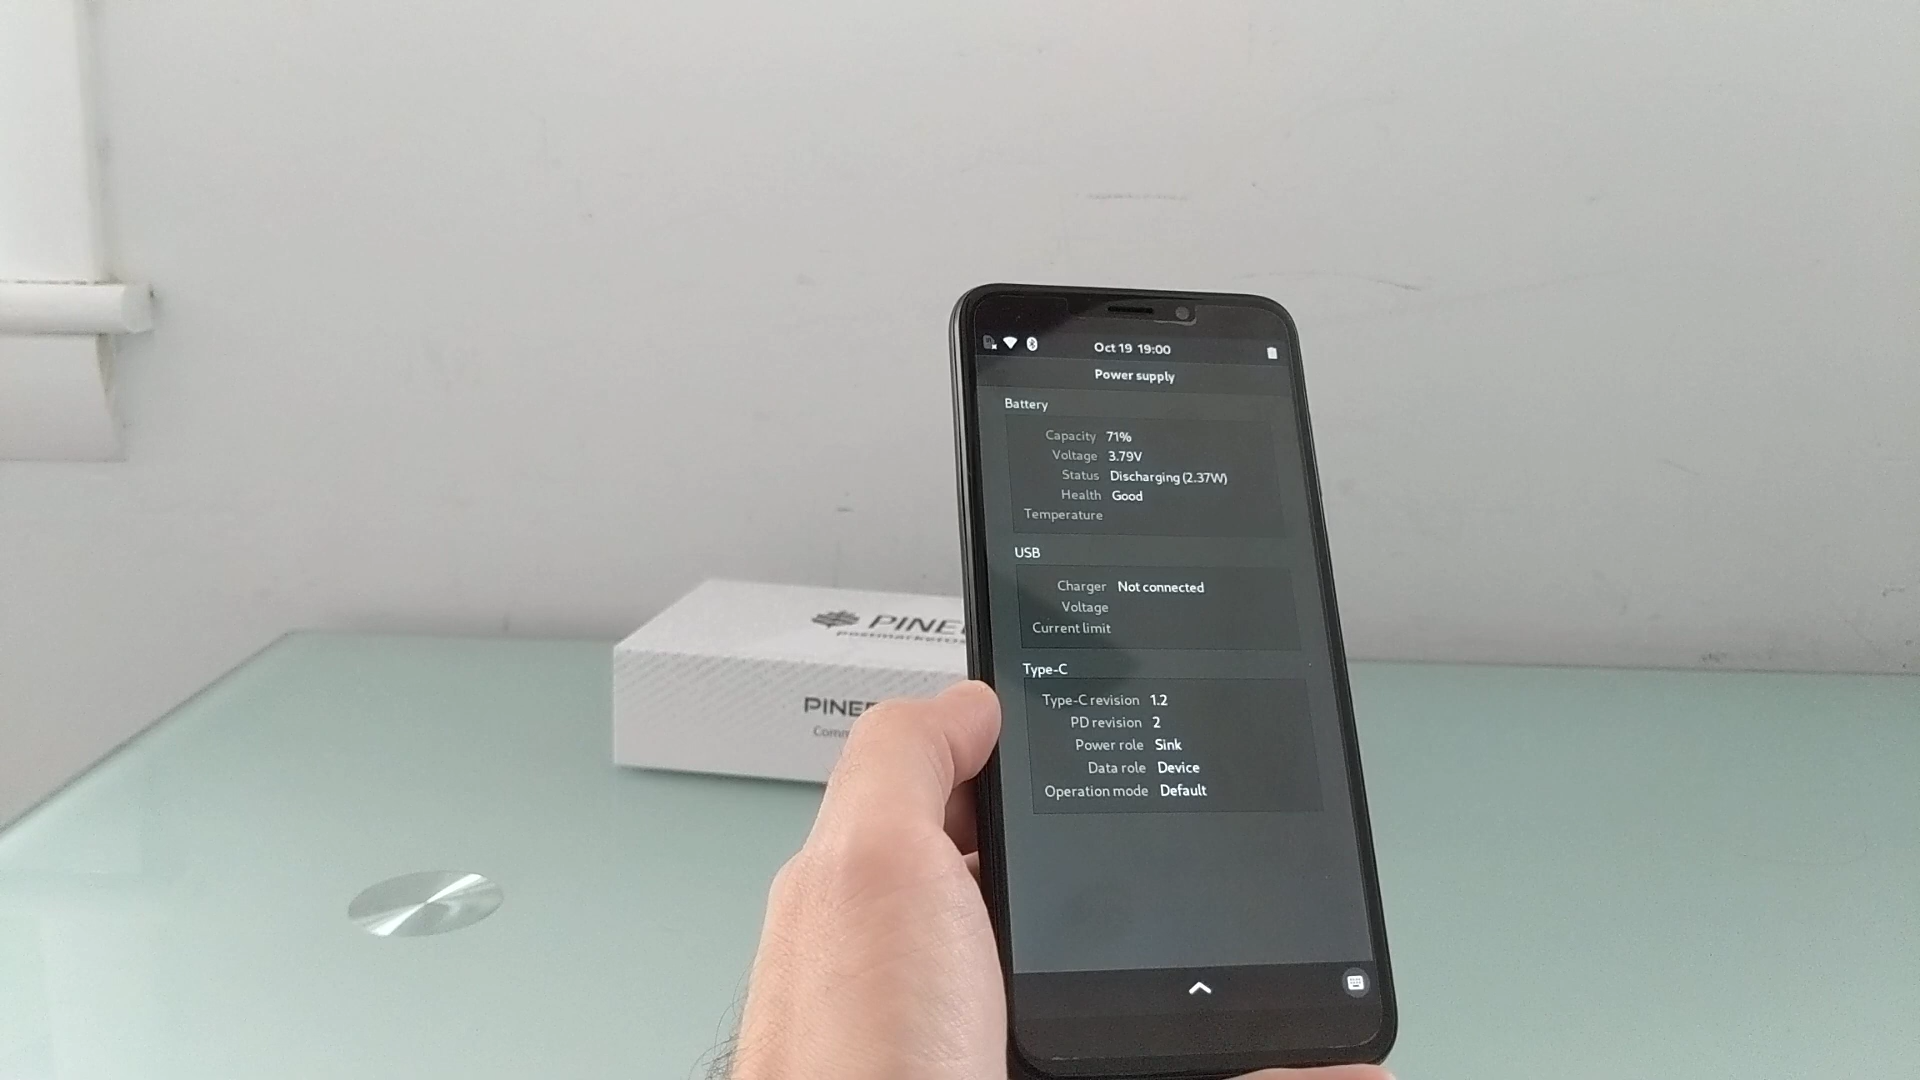 Oct 19 19:00
Power supply
Battery
Capacity 71%
Voltage 3.79V
Status Discharging (2.37W)
Health Good
Temperature
USB
Charger Not connected
Voltage
Current limit
Type-C
Type-C revision 1.2
PD revision 2
Power role Sink
Data role Device
Operation mode Default
PINE
postmarketOS
PINE
Comm